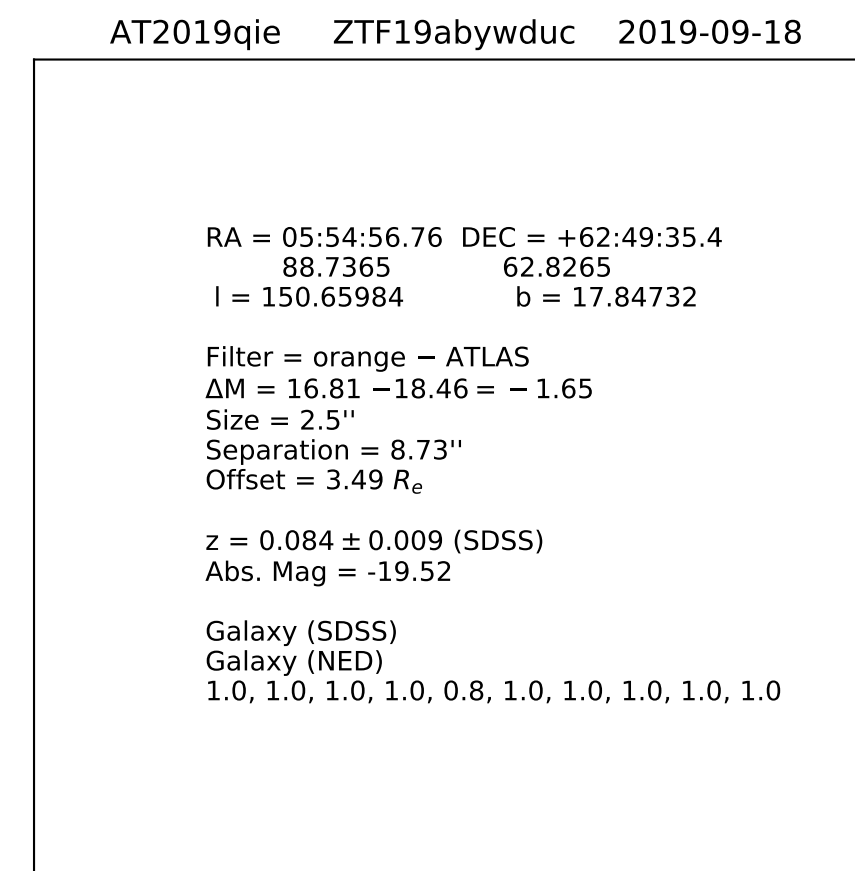 AT2019qie ZTF19abywduc 2019-09-18
RA = 05:54:56.76 DEC = +62:49:35.4
88.7365 62.8265
l = 150.65984 b = 17.84732
Filter = orange − ATLAS
ΔM = 16.81 −18.46 = − 1.65
Size = 2.5''
Separation = 8.73''
Offset = 3.49 Re
z = 0.084 ± 0.009 (SDSS)
Abs. Mag = -19.52
Galaxy (SDSS)
Galaxy (NED)
1.0, 1.0, 1.0, 1.0, 0.8, 1.0, 1.0, 1.0, 1.0, 1.0